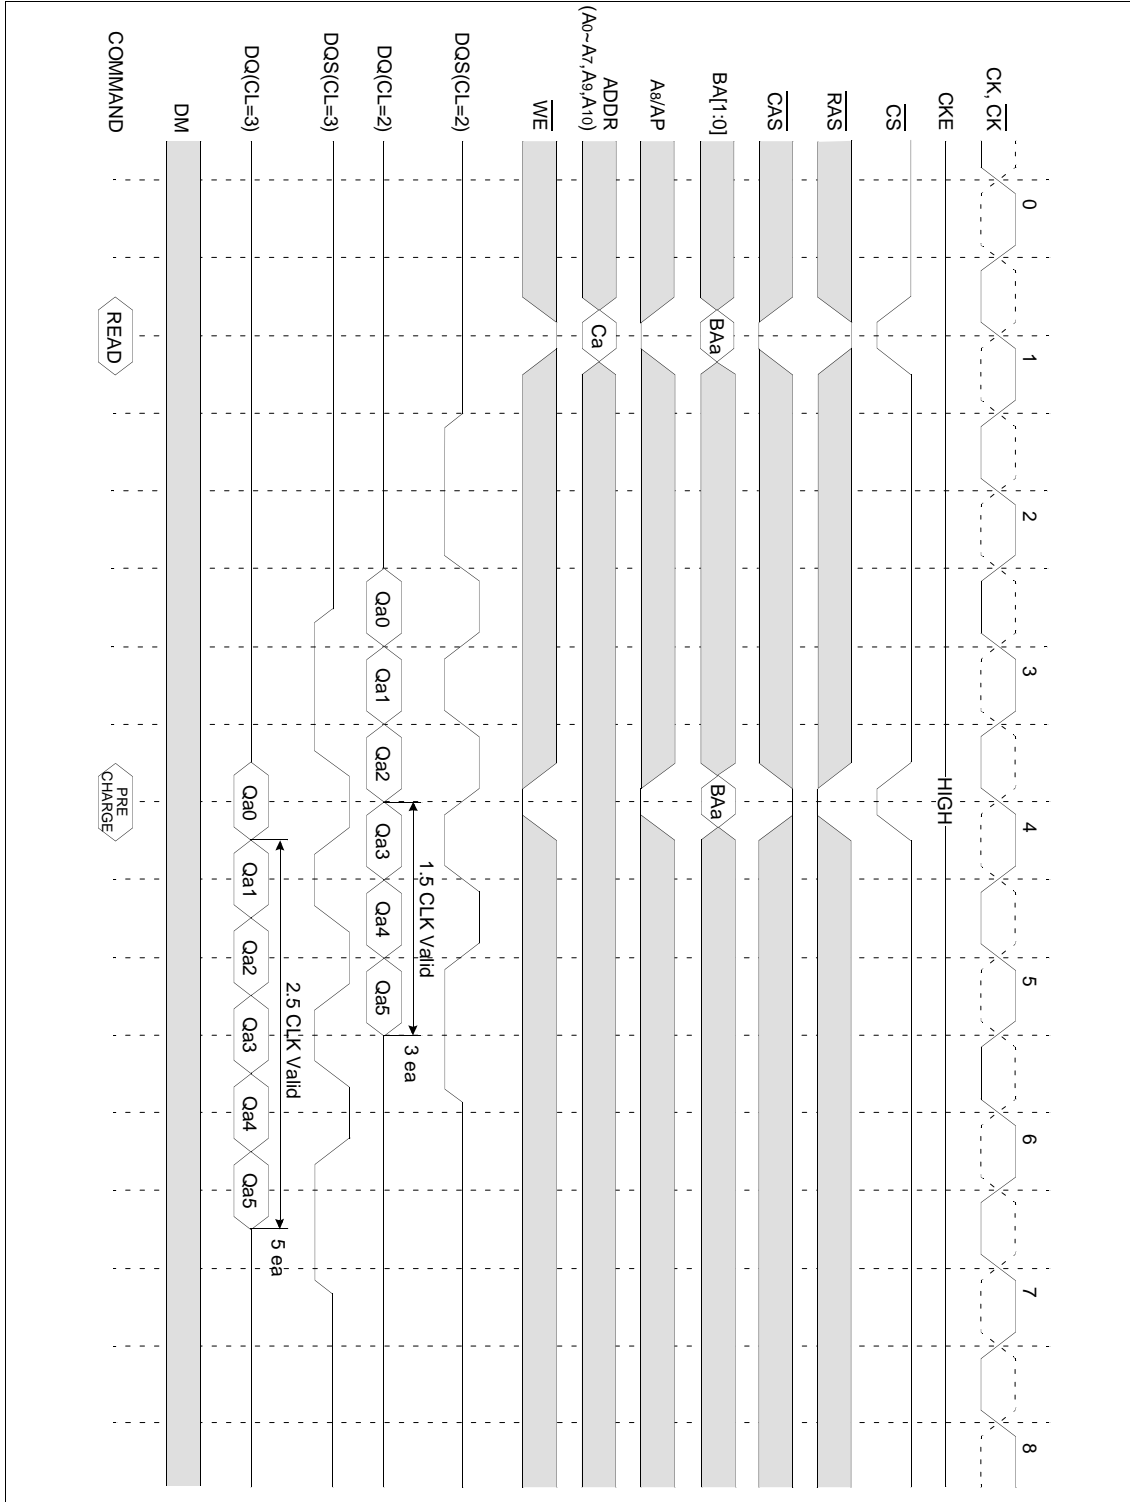 0 1 2 3 4 5 6 7 8
CK, CK
CKE
HIGH
CS
RAS
CAS
BA[1:0]
BAa
BAa
A8/AP
ADDR
(A0~A7,A9,A10)
Ca
WE
DQS(CL=2)
1.5 CLK Valid
3 ea
DQ(CL=2)
Qa0 Qa1 Qa2 Qa3 Qa4 Qa5
DQS(CL=3)
2.5 CLK Valid
5 ea
DQ(CL=3)
Qa0 Qa1 Qa2 Qa3 Qa4 Qa5
DM
COMMAND
READ
PRE
CHARGE